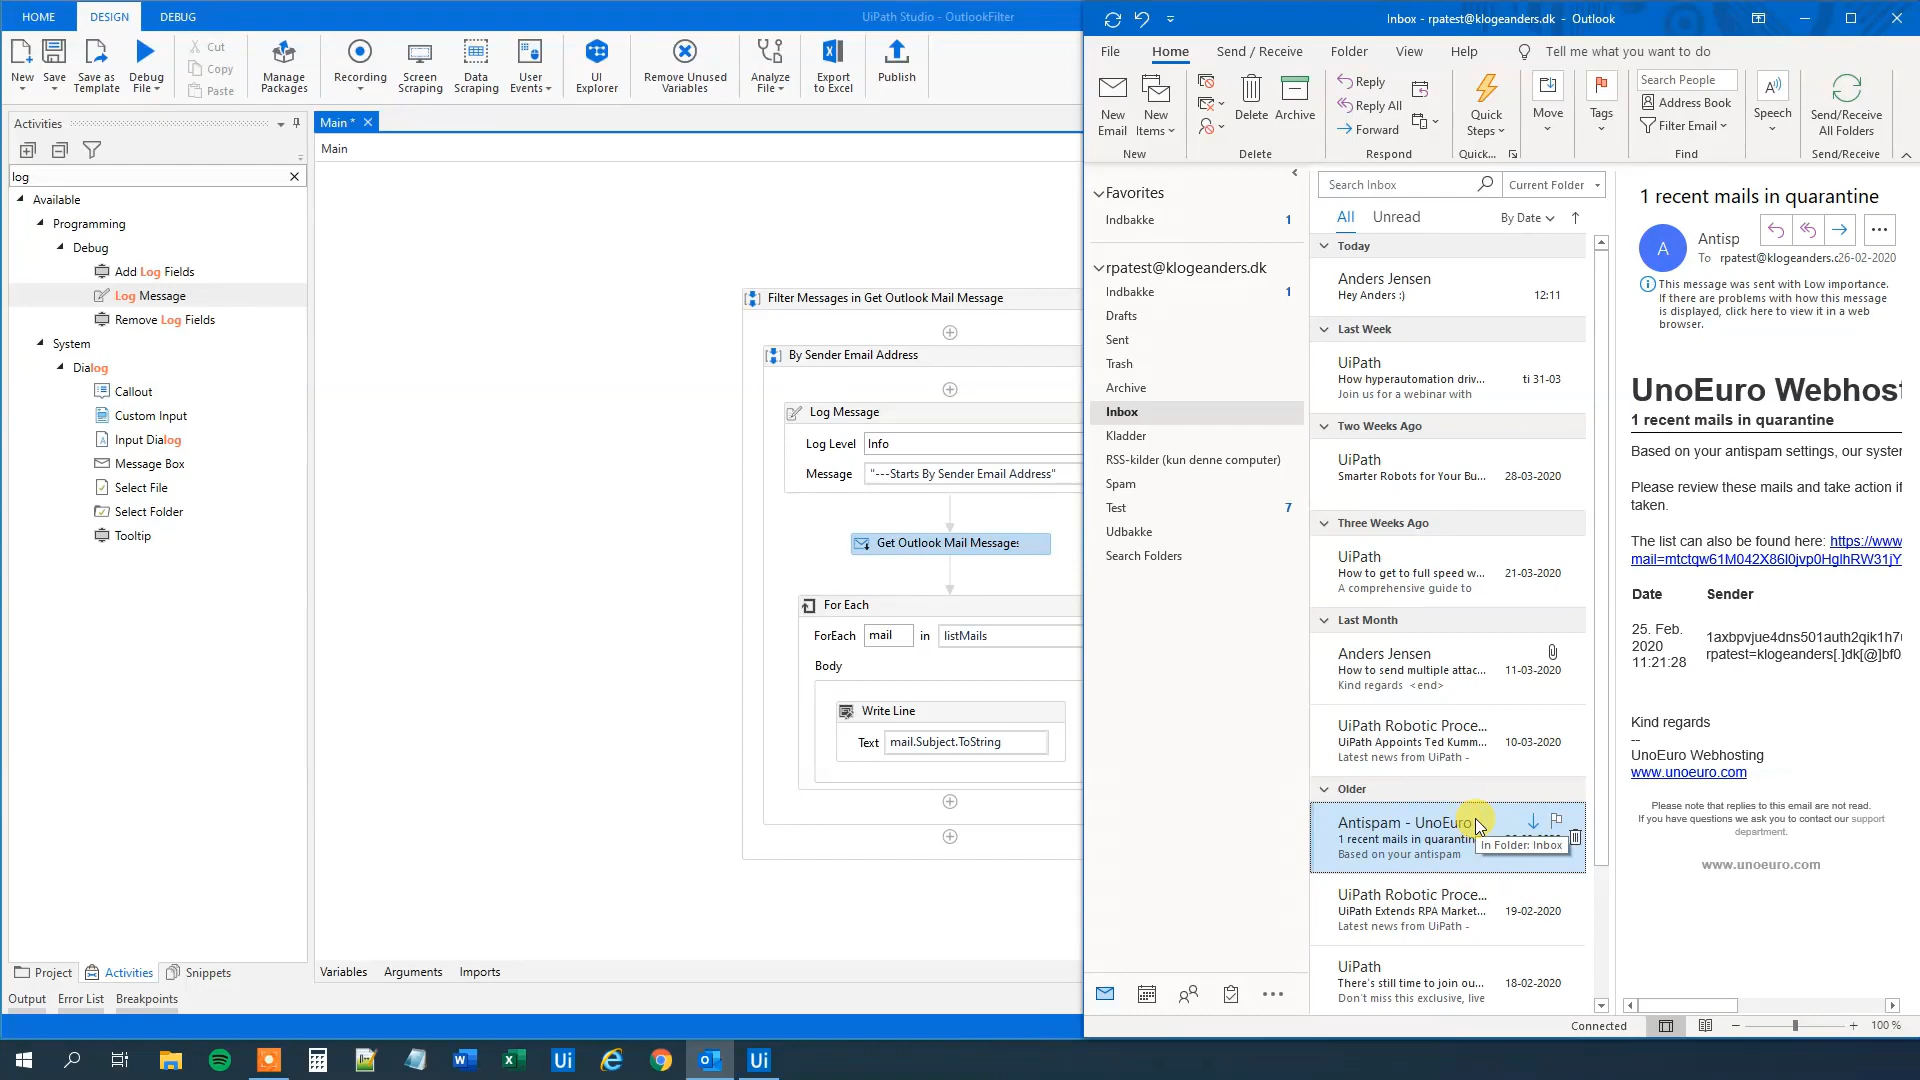 HOME DESIGN DEBUG
UiPath Studio - OutlookFilter
New Save Save as Template Debug File
Cut
Copy
Paste
Manage Packages
Recording
Screen Scraping
Data Scraping
User Events
UI Explorer
Remove Unused Variables
Analyze File
Export to Excel
Publish
Activities
log
Available
Programming
Debug
Add Log Fields
Log Message
Remove Log Fields
System
Dialog
Callout
Custom Input
Input Dialog
Message Box
Select File
Select Folder
Tooltip
Project Activities Snippets
Output Error List Breakpoints
Main *
Main
Filter Messages in Get Outlook Mail Message
By Sender Email Address
Log Message
Log Level Info
Message "---Starts By Sender Email Address"
Get Outlook Mail Messages
For Each
ForEach mail in listMails
Body
Write Line
Text mail.Subject.ToString
Variables Arguments Imports
Inbox - rpatest@klogeanders.dk - Outlook
File Home Send / Receive Folder View Help Tell me what you want to do
New Email
New Items
New
Delete Archive
Delete
Reply
Reply All
Forward
Respond
Quick Steps
Quick...
Move
Tags
Search People
Address Book
Filter Email
Find
Speech
Send/Receive All Folders
Send/Receive
Favorites
Indbakke 1
rpatest@klogeanders.dk
Indbakke 1
Drafts
Sent
Trash
Archive
Inbox
Kladder
RSS-kilder (kun denne computer)
Spam
Test 7
Udbakke
Search Folders
Search Inbox
Current Folder
All Unread By Date
Today
Anders Jensen
Hey Anders :) 12:11
Last Week
UiPath
How hyperautomation driv... ti 31-03
Join us for a webinar with
Two Weeks Ago
UiPath
Smarter Robots for Your Bu... 28-03-2020
Three Weeks Ago
UiPath
How to get to full speed w... 21-03-2020
A comprehensive guide to
Last Month
Anders Jensen
How to send multiple attac... 11-03-2020
Kind regards <end>
UiPath Robotic Proce...
UiPath Appoints Ted Kumm... 10-03-2020
Latest news from UiPath -
Older
Antispam - UnoEuro
1 recent mails in quarantin
In Folder: Inbox
Based on your antispam
UiPath Robotic Proce...
UiPath Extends RPA Market... 19-02-2020
Latest news from UiPath -
UiPath
There's still time to join ou... 18-02-2020
Don't miss this exclusive, live
1 recent mails in quarantine
A
Antisp
To rpatest@klogeanders.c 26-02-2020
This message was sent with Low importance.
If there are problems with how this message
is displayed, click here to view it in a web
browser.
UnoEuro Webhos
1 recent mails in quarantine
Based on your antispam settings, our syster
Please review these mails and take action if
taken.
The list can also be found here: https://www
mail=mtctqw61M042X86l0jvp0HglhRW31jY
Date Sender
25. Feb. 2020 11:21:28
1axbpvjue4dns501auth2qik1h7
rpatest=klogeanders[.]dk[@]bf0
Kind regards
--
UnoEuro Webhosting
www.unoeuro.com
Please note that replies to this email are not read.
If you have questions we ask you to contact our support
department.
www.unoeuro.com
Connected 100 %